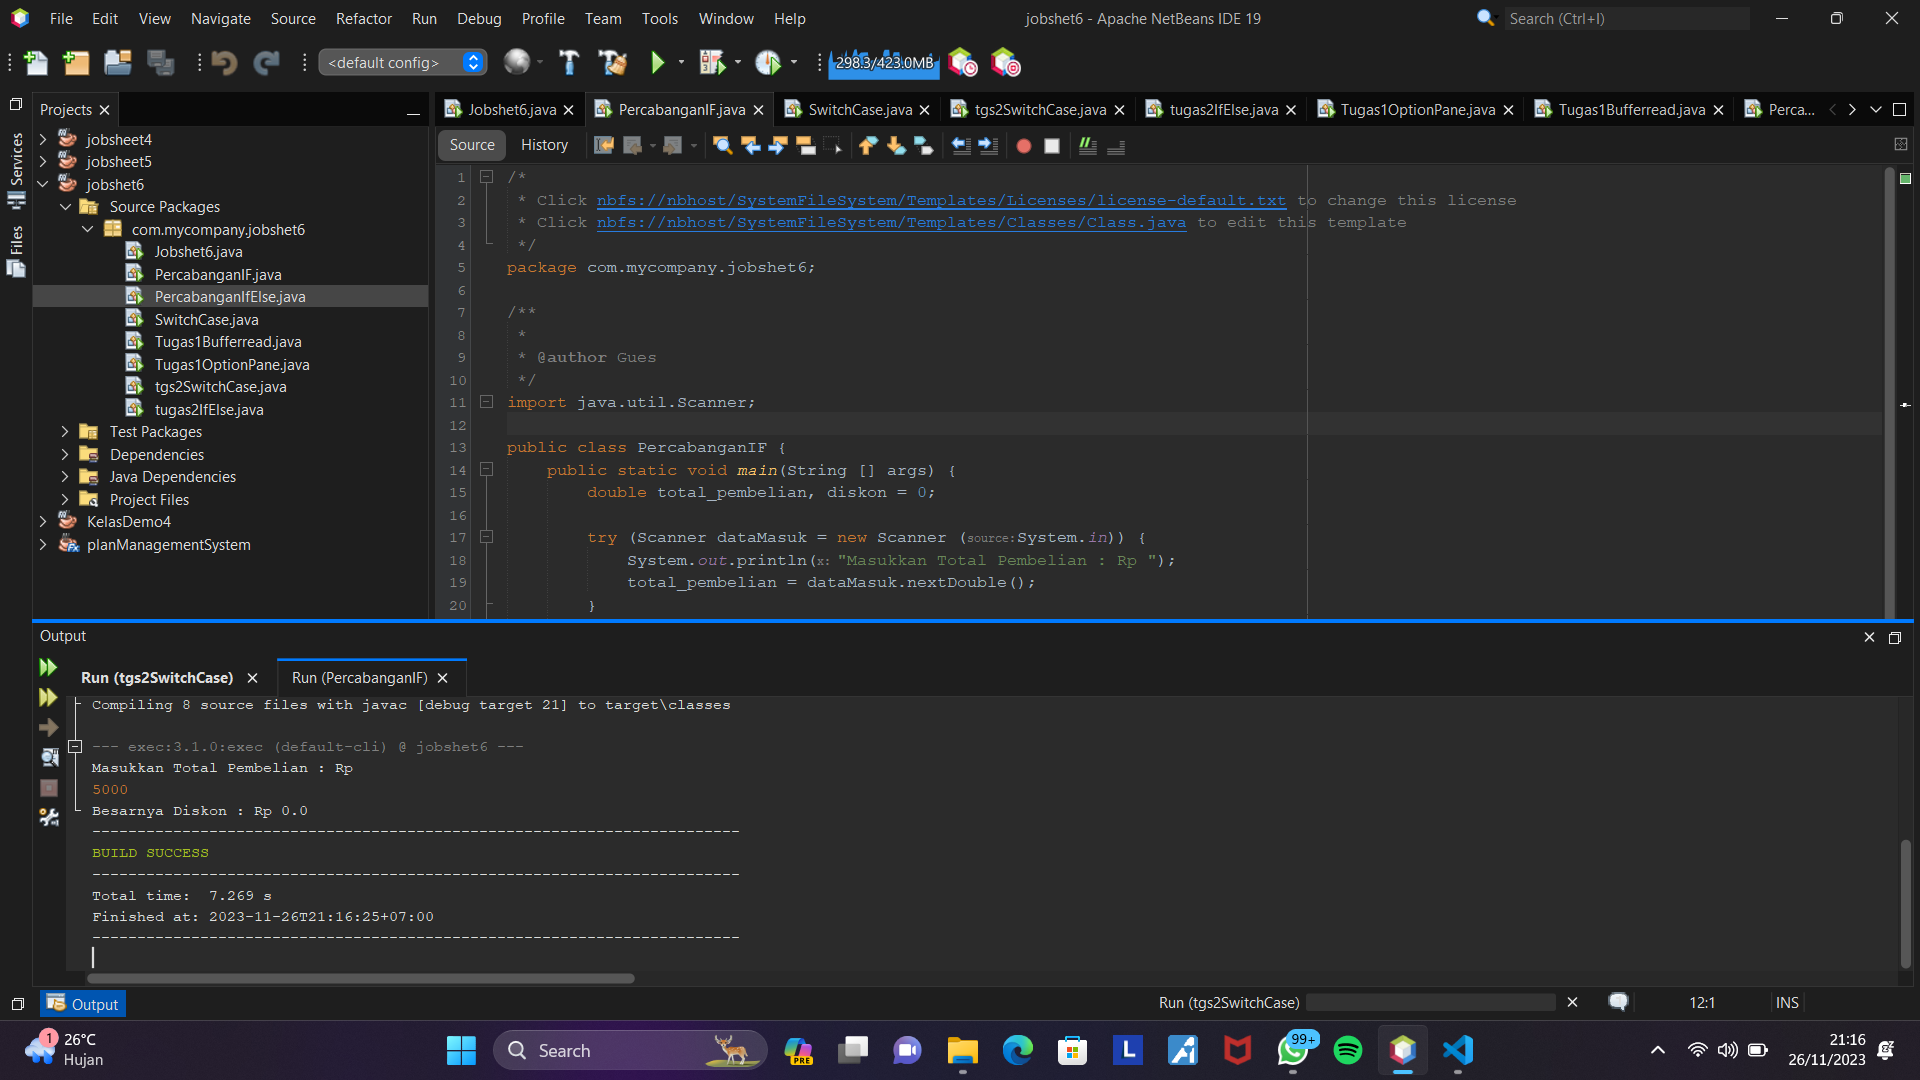 File Edit View Navigate Source Refactor Run Debug Profile Team Tools Window Help
jobshet6 - Apache NetBeans IDE 19
Search (Ctrl+I)
<default config>
298.3/423.0MB
Services
Files
Projects
jobsheet4
jobsheet5
jobshet6
Source Packages
com.mycompany.jobshet6
Jobshet6.java
PercabanganIF.java
PercabanganIfElse.java
SwitchCase.java
Tugas1Bufferread.java
Tugas1OptionPane.java
tgs2SwitchCase.java
tugas2IfElse.java
Test Packages
Dependencies
Java Dependencies
Project Files
KelasDemo4
planManagementSystem
Jobshet6.java PercabanganIF.java SwitchCase.java tgs2SwitchCase.java tugas2IfElse.java Tugas1OptionPane.java Tugas1Bufferread.java Perca...
Source History
1 /*
2 * Click nbfs://nbhost/SystemFileSystem/Templates/Licenses/license-default.txt to change this license
3 * Click nbfs://nbhost/SystemFileSystem/Templates/Classes/Class.java to edit this template
4 */
5 package com.mycompany.jobshet6;
6
7 /**
8 *
9 * @author Gues
10 */
11 import java.util.Scanner;
12
13 public class PercabanganIF {
14 public static void main(String [] args) {
15 double total_pembelian, diskon = 0;
16
17 try (Scanner dataMasuk = new Scanner (source:System.in)) {
18 System.out.println(x: "Masukkan Total Pembelian : Rp ");
19 total_pembelian = dataMasuk.nextDouble();
20 }
Output
Run (tgs2SwitchCase) Run (PercabanganIF)
Compiling 8 source files with javac [debug target 21] to target\classes
--- exec:3.1.0:exec (default-cli) @ jobshet6 ---
Masukkan Total Pembelian : Rp
5000
Besarnya Diskon : Rp 0.0
------------------------------------------------------------------------
BUILD SUCCESS
------------------------------------------------------------------------
Total time: 7.269 s
Finished at: 2023-11-26T21:16:25+07:00
------------------------------------------------------------------------
Output
Run (tgs2SwitchCase)
12:1
INS
1
26°C
Hujan
Search
PRE
L
99+
21:16
26/11/2023